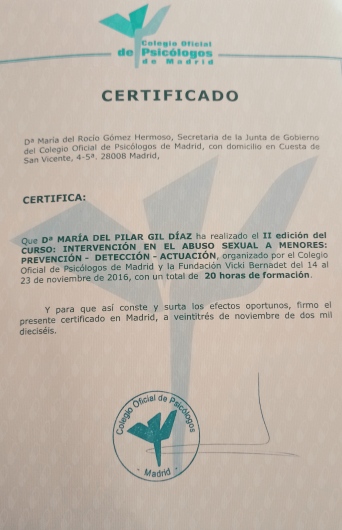 Colegio Oficial
de Psicólogos
de Madrid
CERTIFICADO
Dª María del Rocío Gómez Hermoso, Secretaria de la Junta de Gobierno
del Colegio Oficial de Psicólogos de Madrid, con domicilio en Cuesta de
San Vicente, 4-5ª, 28008 Madrid,
CERTIFICA:
Que Dª MARÍA DEL PILAR GIL DÍAZ ha realizado el II edición del
CURSO: INTERVENCIÓN EN EL ABUSO SEXUAL A MENORES:
PREVENCIÓN - DETECCIÓN - ACTUACIÓN, organizado por el Colegio
Oficial de Psicólogos de Madrid y la Fundación Vicki Bernadet del 14 al
23 de noviembre de 2016, con un total de 20 horas de formación.
Y para que así conste y surta los efectos oportunos, firmo el
presente certificado en Madrid, a veintitrés de noviembre de dos mil
dieciséis.
Colegio Oficial de Psicólogos
· Madrid ·